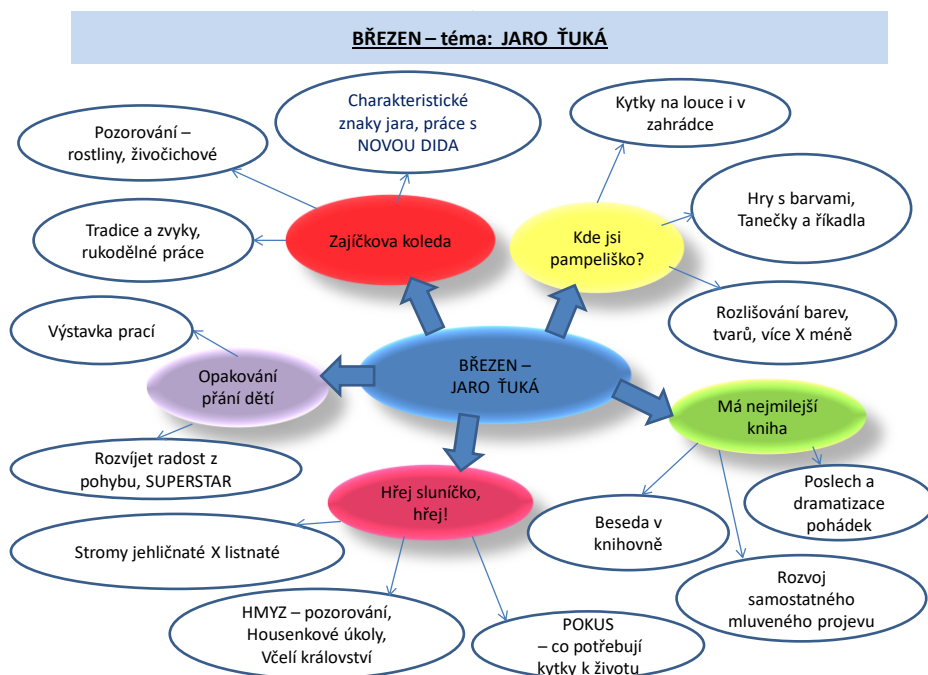 BŘEZEN – téma: JARO ŤUKÁ
Charakteristické
znaky jara, práce s
NOVOU DIDA
Kytky na louce i v
zahrádce
Pozorování –
rostliny, živočichové
Hry s barvami,
Tanečky a říkadla
Tradice a zvyky,
rukodělné práce
Zajíčkova koleda
Kde jsi
pampeliško?
Rozlišování barev,
tvarů, více X méně
Výstavka prací
Opakování
přání dětí
BŘEZEN –
JARO ŤUKÁ
Má nejmilejší
kniha
Rozvíjet radost z
pohybu, SUPERSTAR
Hřej sluníčko,
hřej!
Poslech a
dramatizace
pohádek
Beseda v
knihovně
Stromy jehličnaté X listnaté
Rozvoj
samostatného
mluveného projevu
HMYZ – pozorování,
Housenkové úkoly,
Včelí království
POKUS
– co potřebují
kytky k životu